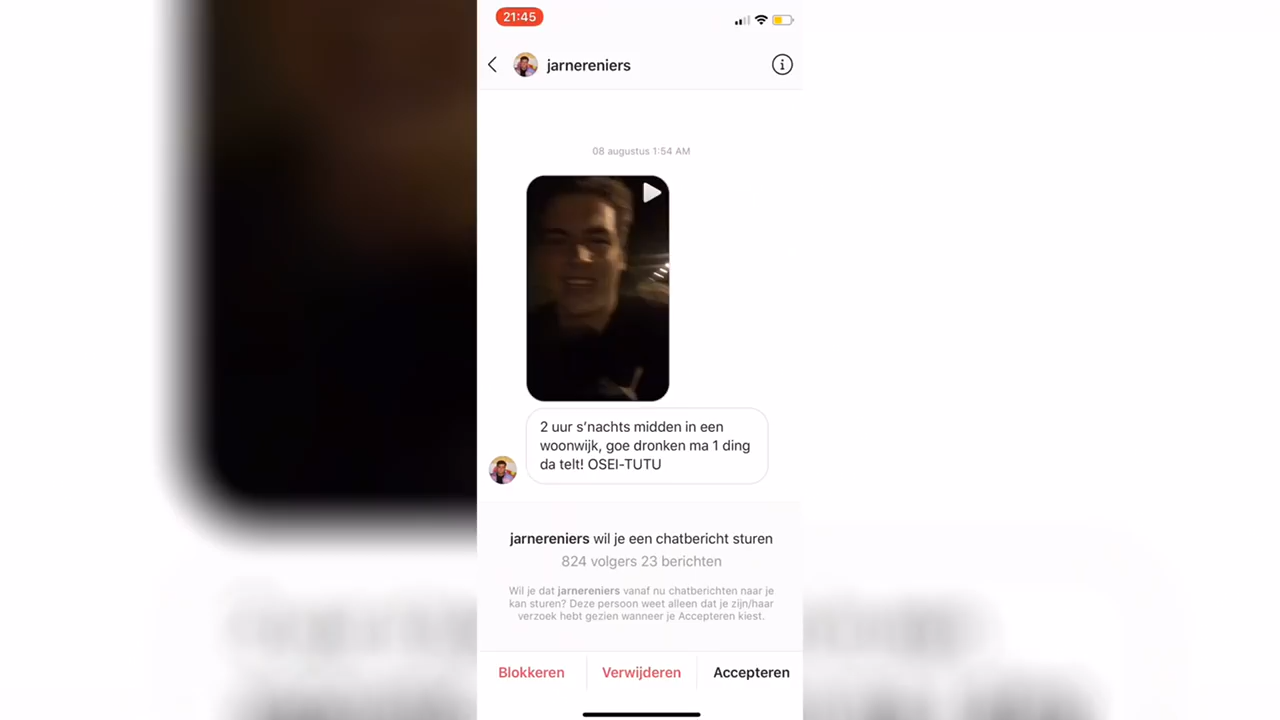 21:45
jarnereniers
08 augustus 1:54 AM
2 uur s'nachts midden in een
woonwijk, goe dronken ma 1 ding
da telt! OSEI-TUTU
jarnereniers wil je een chatbericht sturen
824 volgers 23 berichten
Wil je dat jarnereniers vanaf nu chatberichten naar je
kan sturen? Deze persoon weet alleen dat je zijn/haar
verzoek hebt gezien wanneer je Accepteren kiest.
Blokkeren Verwijderen Accepteren